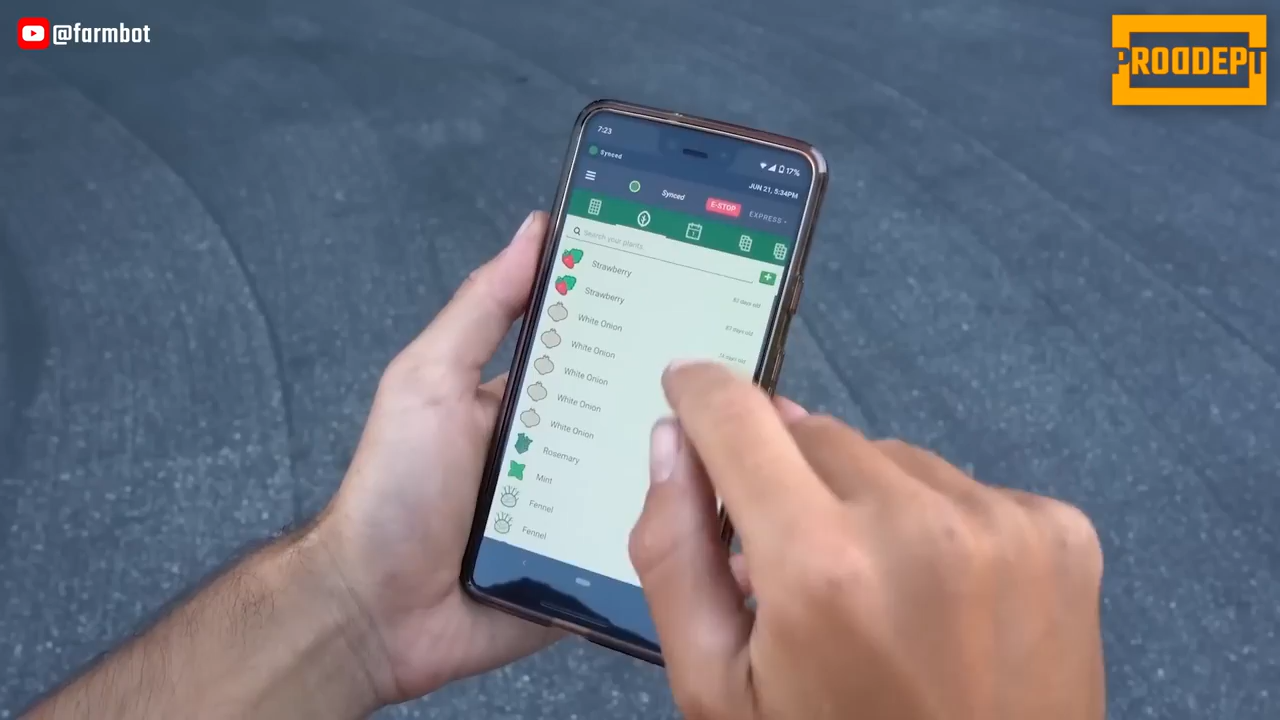 @farmbot
PRODDEPT
7:23
17%
Synced
JUN 21, 5:34PM
Synced
E-STOP
EXPRESS
Search your plants...
Strawberry
Strawberry
White Onion
White Onion
White Onion
White Onion
White Onion
Rosemary
Mint
Fennel
Fennel